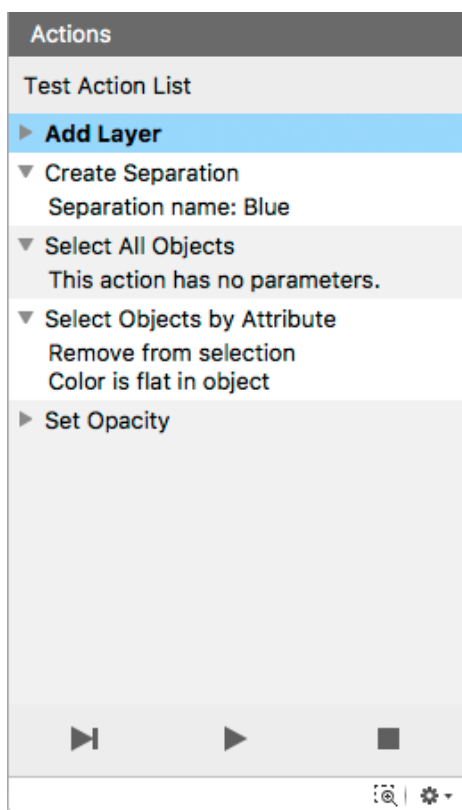 Actions
Test Action List
Add Layer
Create Separation
Separation name: Blue
Select All Objects
This action has no parameters.
Select Objects by Attribute
Remove from selection
Color is flat in object
Set Opacity